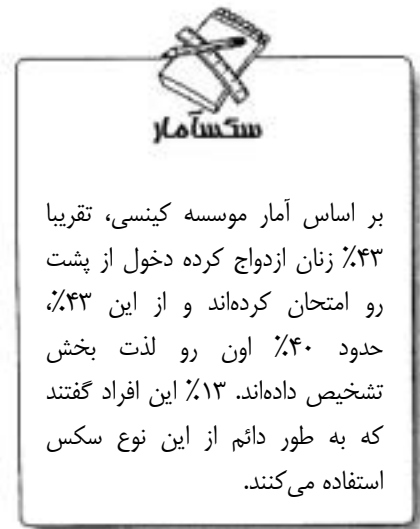 سکسآمار
بر اساس آمار موسسه کینسی، تقریبا
۴۳٪ زنان ازدواج کرده دخول از پشت
رو امتحان کرده‌اند و از این ۴۳٪،
حدود ۴۰٪ اون رو لذت بخش
تشخیص داده‌اند. ۱۳٪ این افراد گفتند
که به طور دائم از این نوع سکس
استفاده می‌کنند.